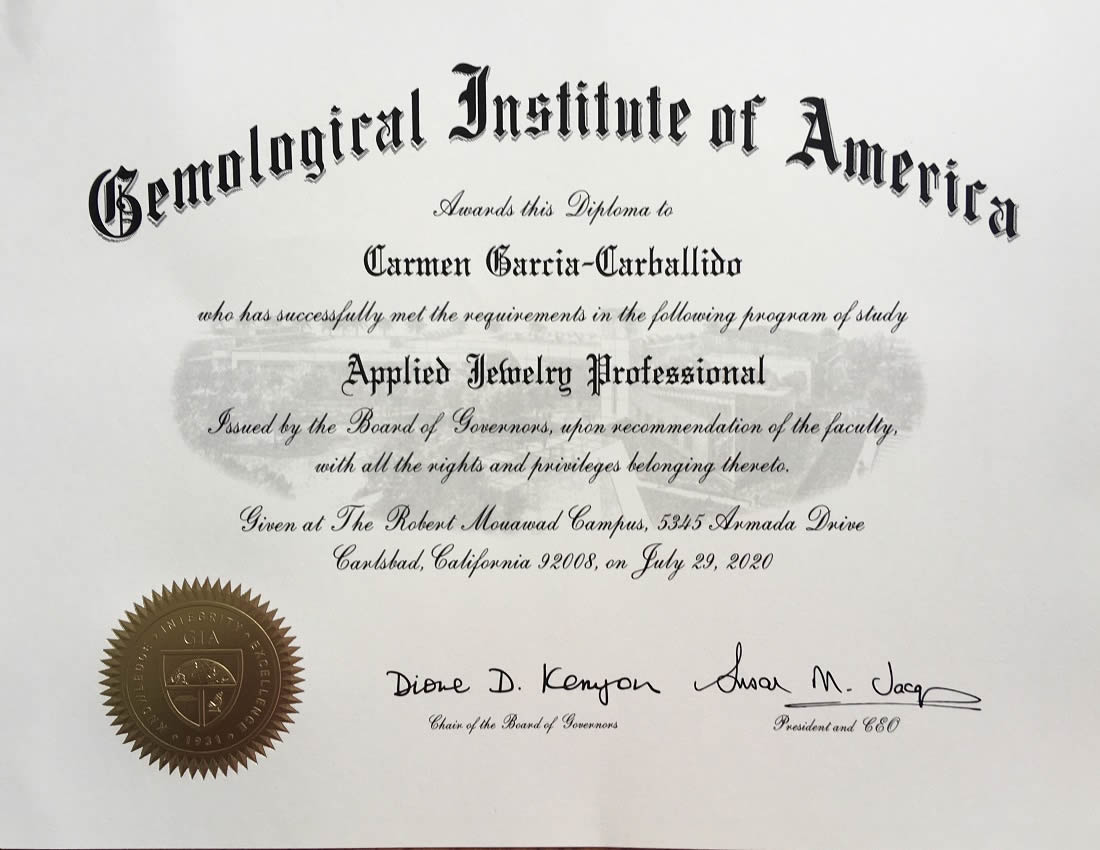 Gemological Institute of America
Awards this Diploma to
Carmen Garcia-Carballido
who has successfully met the requirements in the following program of study
Applied Jewelry Professional
Issued by the Board of Governors, upon recommendation of the faculty,
with all the rights and privileges belonging thereto.
Given at The Robert Mouawad Campus, 5345 Armada Drive
Carlsbad, California 92008, on July 29, 2020
KNOWLEDGE • INTEGRITY • EXCELLENCE
GIA
• 1931 •
Dione D. Kenyon
Susan M. Jacq
Chair of the Board of Governors
President and CEO